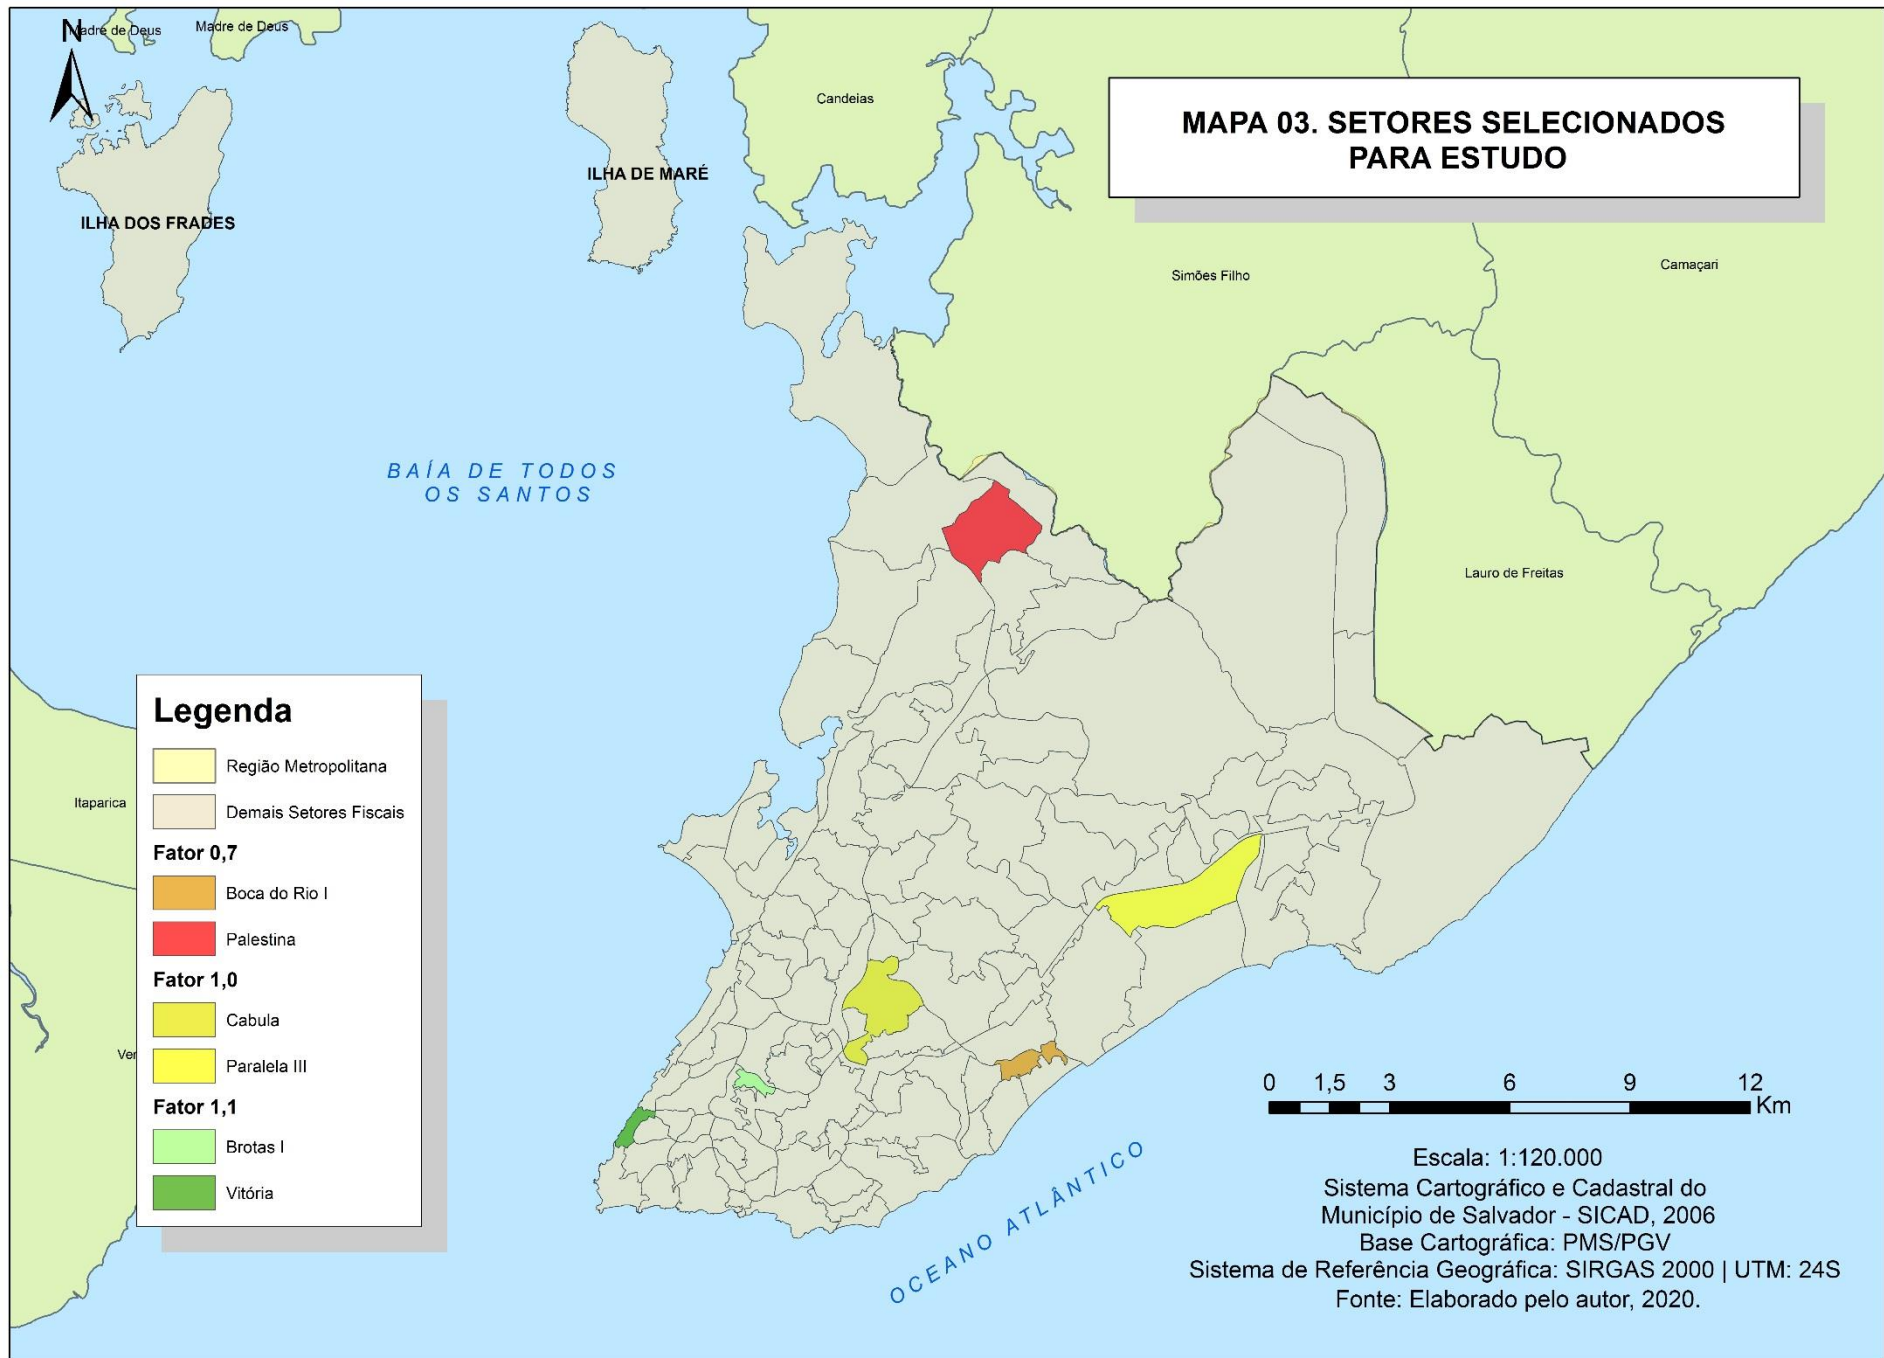 Madre de Deus
Madre de Deus
N
Candeias
MAPA 03. SETORES SELECIONADOS
PARA ESTUDO
ILHA DE MARÉ
ILHA DOS FRADES
Simões Filho
Camaçari
BAÍA DE TODOS
OS SANTOS
Lauro de Freitas
Itaparica
Ver
Legenda
Região Metropolitana
Demais Setores Fiscais
Fator 0,7
Boca do Rio I
Palestina
Fator 1,0
Cabula
Paralela III
Fator 1,1
Brotas I
Vitória
OCEANO ATLÂNTICO
0 1,5 3 6 9 12
Km
Escala: 1:120.000
Sistema Cartográfico e Cadastral do
Município de Salvador - SICAD, 2006
Base Cartográfica: PMS/PGV
Sistema de Referência Geográfica: SIRGAS 2000 | UTM: 24S
Fonte: Elaborado pelo autor, 2020.